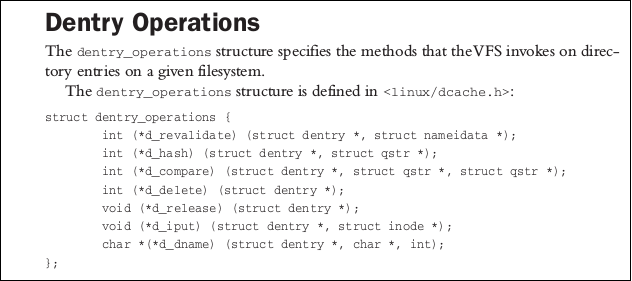 Dentry Operations
The dentry_operations structure specifies the methods that theVFS invokes on direc-
tory entries on a given filesystem.
The dentry_operations structure is defined in <linux/dcache.h>:
struct dentry_operations {
        int (*d_revalidate) (struct dentry *, struct nameidata *);
        int (*d_hash) (struct dentry *, struct qstr *);
        int (*d_compare) (struct dentry *, struct qstr *, struct qstr *);
        int (*d_delete) (struct dentry *);
        void (*d_release) (struct dentry *);
        void (*d_iput) (struct dentry *, struct inode *);
        char *(*d_dname) (struct dentry *, char *, int);
};